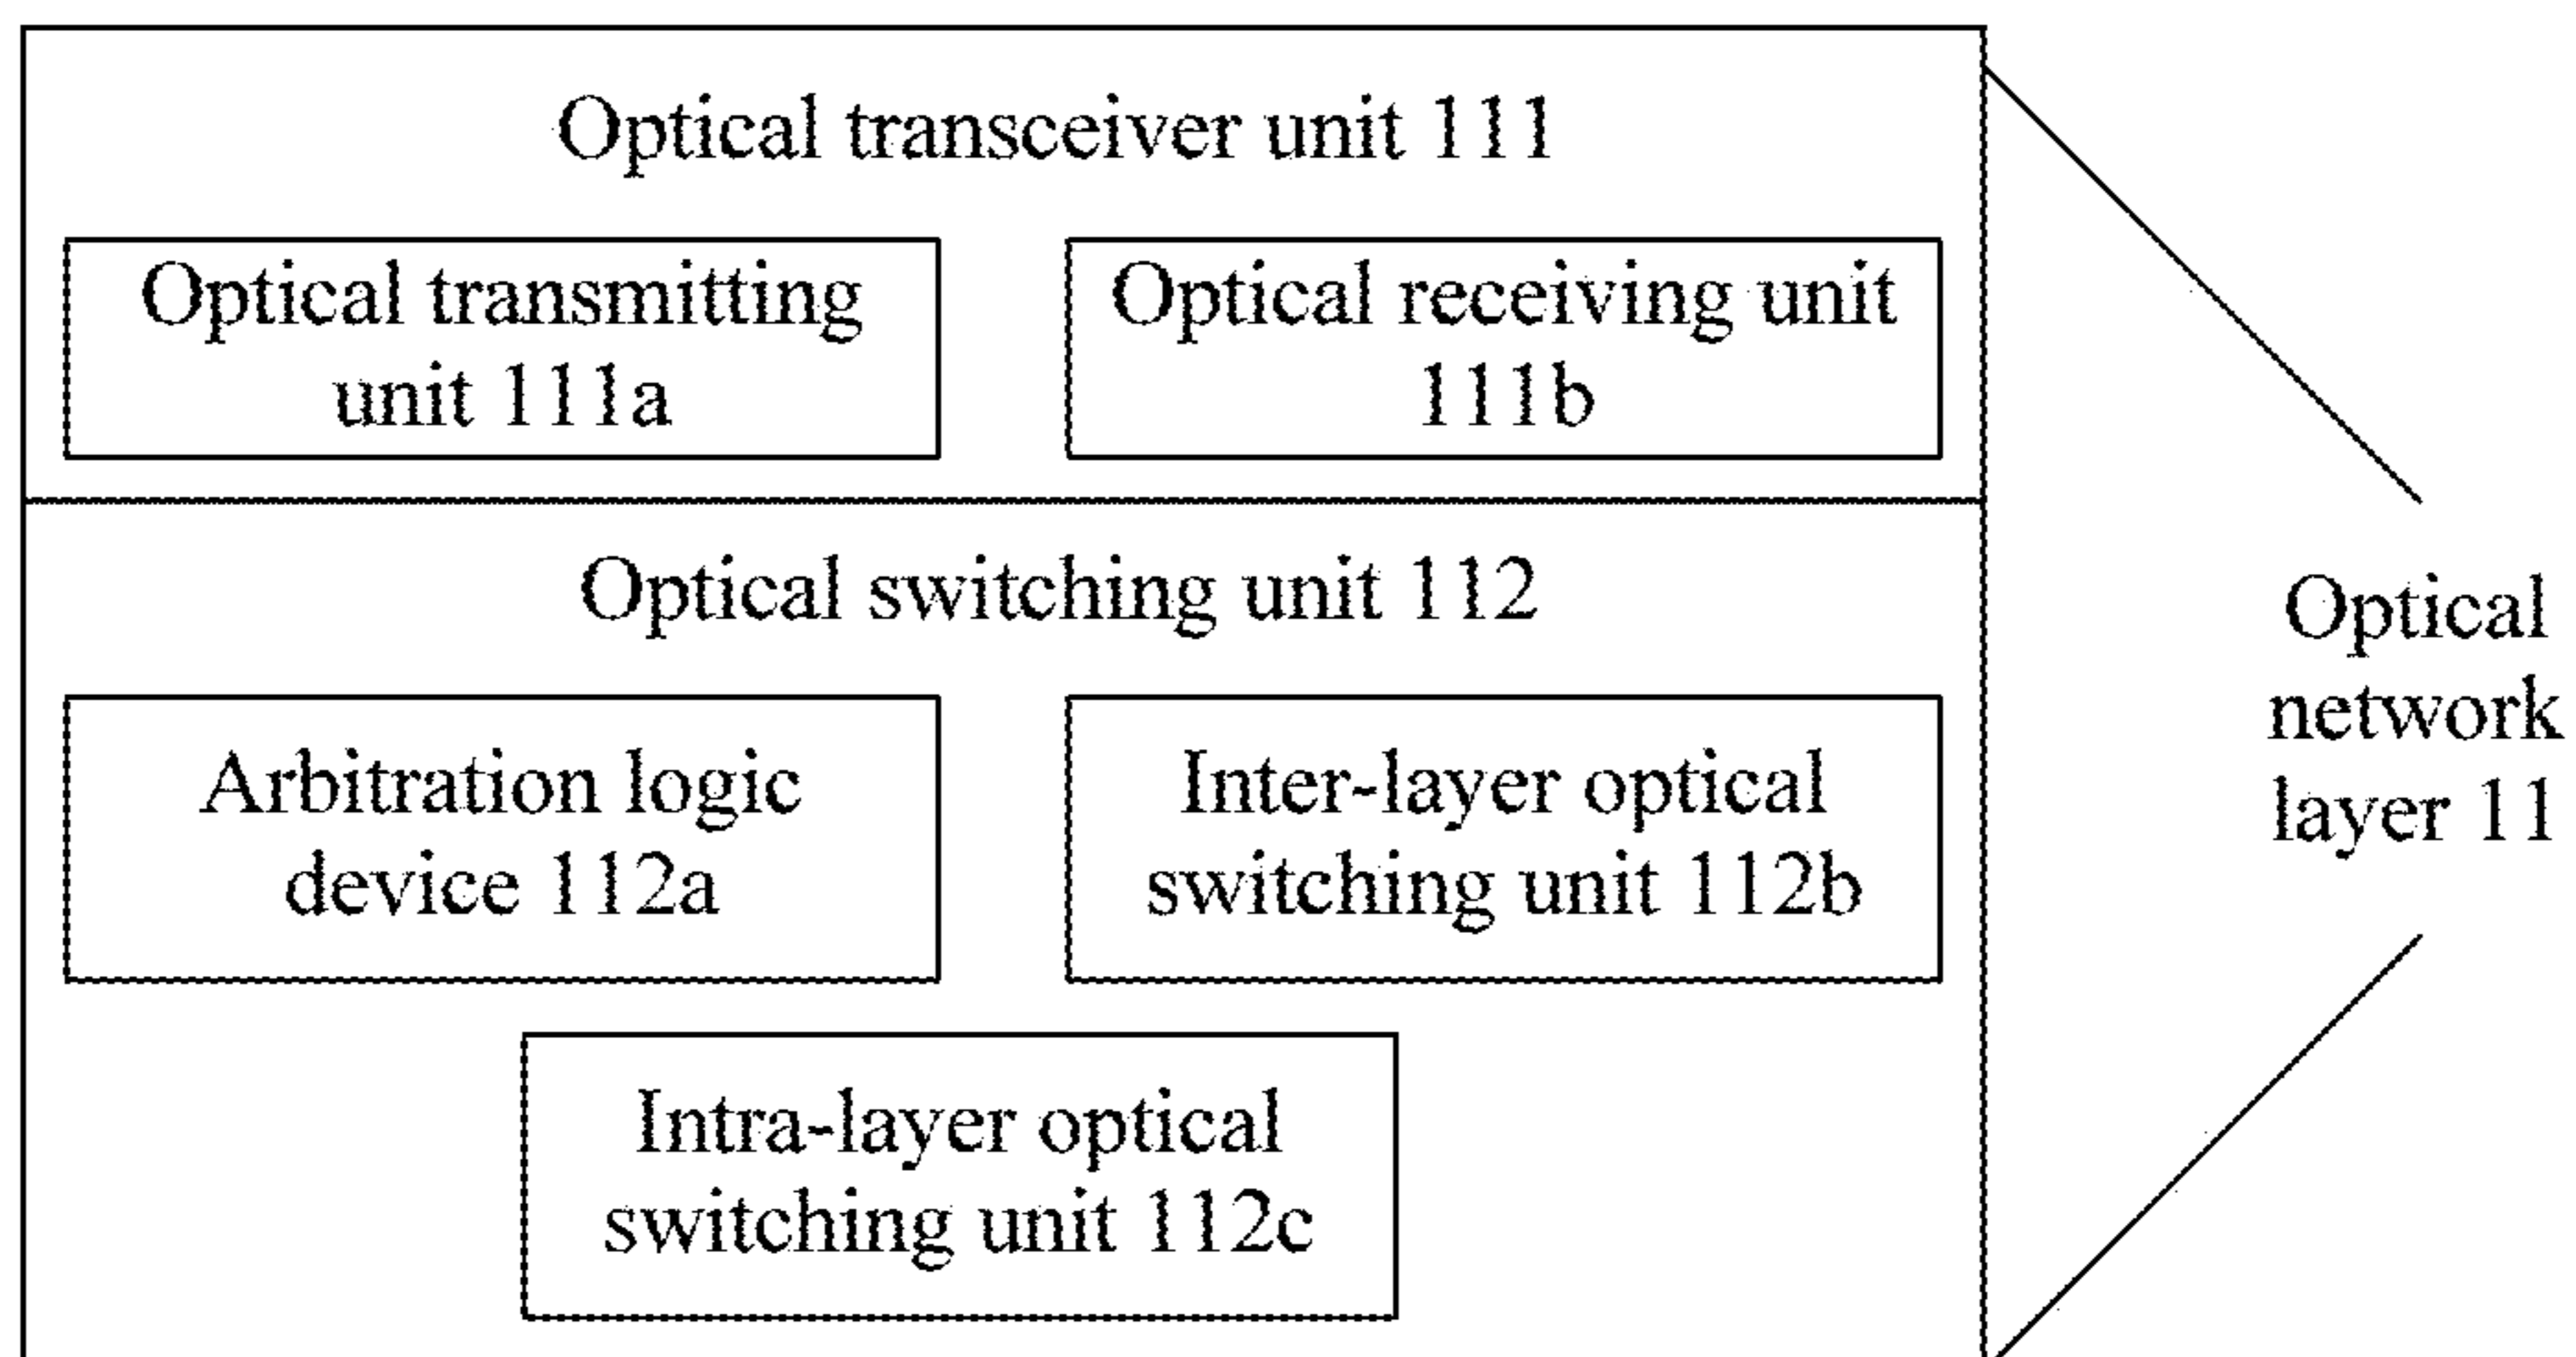 Optical transceiver unit 111
Optical transmitting
unit 111a
Optical receiving unit
111b
Optical switching unit 112
Arbitration logic
device 112a
Inter-layer optical
switching unit 112b
Intra-layer optical
switching unit 112c
Optical
network
layer 11